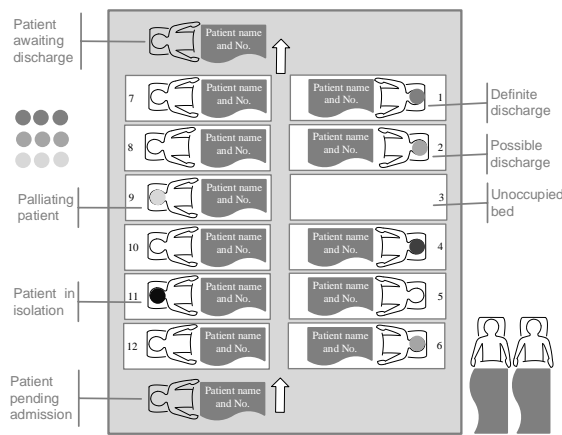 Patient
awaiting
discharge
Patient name
and No.
7
Patient name
and No.
Patient name
and No.
1
Definite
discharge
8
Patient name
and No.
Patient name
and No.
2
Possible
discharge
Palliating
patient
9
Patient name
and No.
3
Unoccupied
bed
10
Patient name
and No.
Patient name
and No.
4
Patient in
isolation
11
Patient name
and No.
Patient name
and No.
5
12
Patient name
and No.
Patient name
and No.
6
Patient
pending
admission
Patient name
and No.